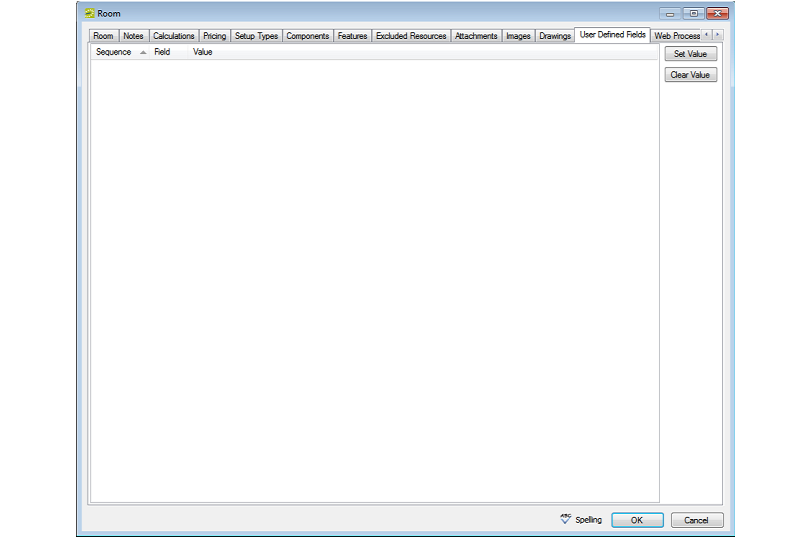 Room
Room Notes Calculations Pricing Setup Types Components Features Excluded Resources Attachments Images Drawings User Defined Fields Web Process
Sequence Field Value
Set Value
Clear Value
ABC Spelling OK Cancel